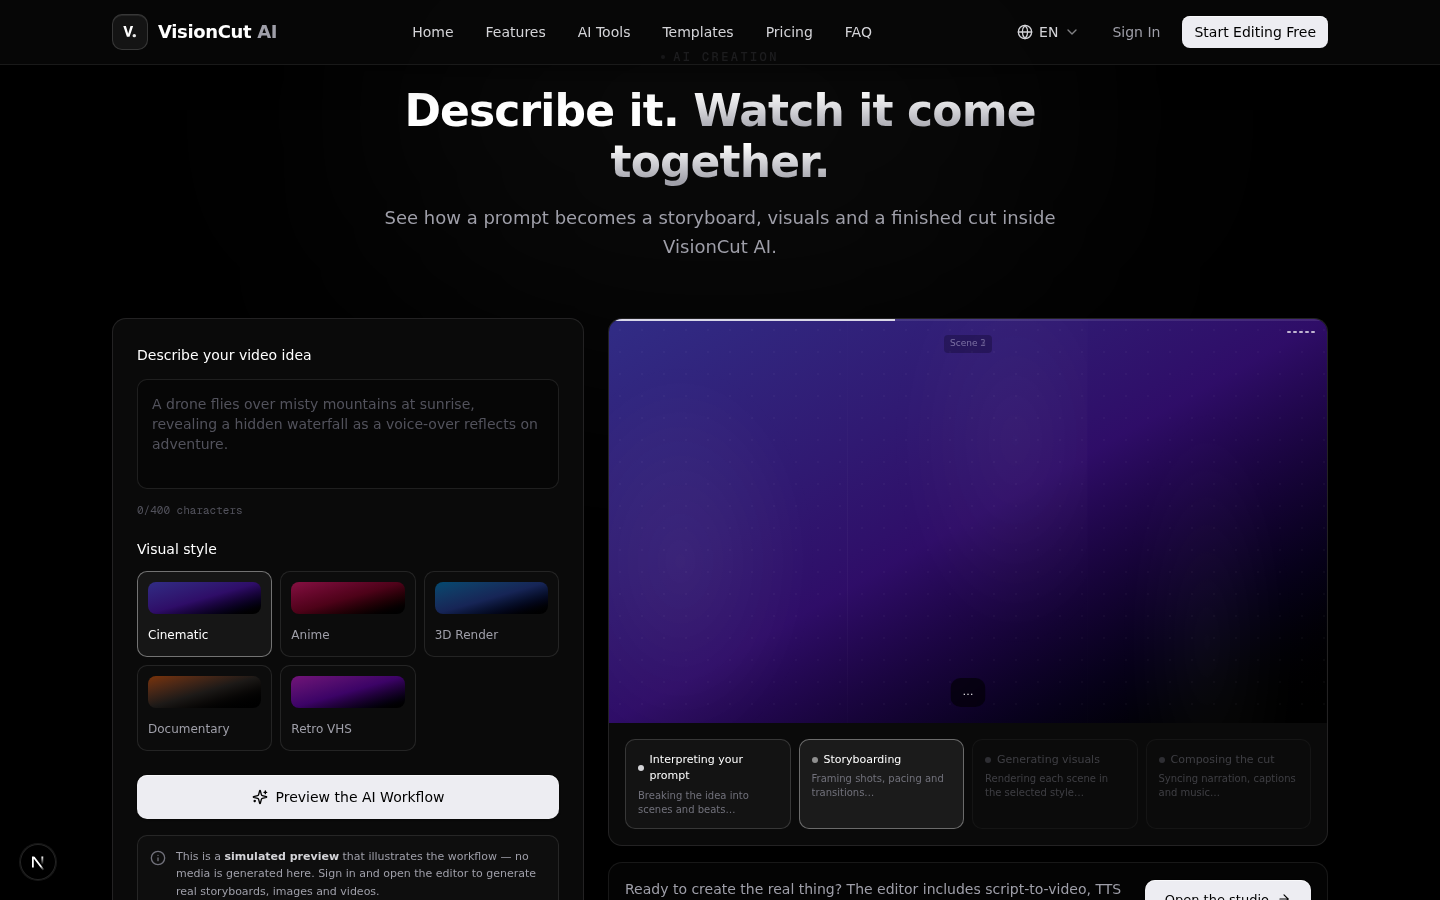 V. VisionCut AI
Home Features AI Tools Templates Pricing FAQ
EN
Sign In
Start Editing Free
AI CREATION
Describe it. Watch it come
together.
See how a prompt becomes a storyboard, visuals and a finished cut inside
VisionCut AI.
Describe your video idea
A drone flies over misty mountains at sunrise,
revealing a hidden waterfall as a voice-over reflects on
adventure.
0/400 characters
Visual style
Cinematic
Anime
3D Render
Documentary
Retro VHS
Preview the AI Workflow
This is a simulated preview that illustrates the workflow — no
media is generated here. Sign in and open the editor to generate
real storyboards, images and videos.
N
Scene 3
...
Interpreting your
prompt
Breaking the idea into
scenes and beats...
Storyboarding
Framing shots, pacing and
transitions...
Generating visuals
Rendering each scene in
the selected style...
Composing the cut
Syncing narration, captions
and music...
Ready to create the real thing? The editor includes script-to-video, TTS
Open the studio